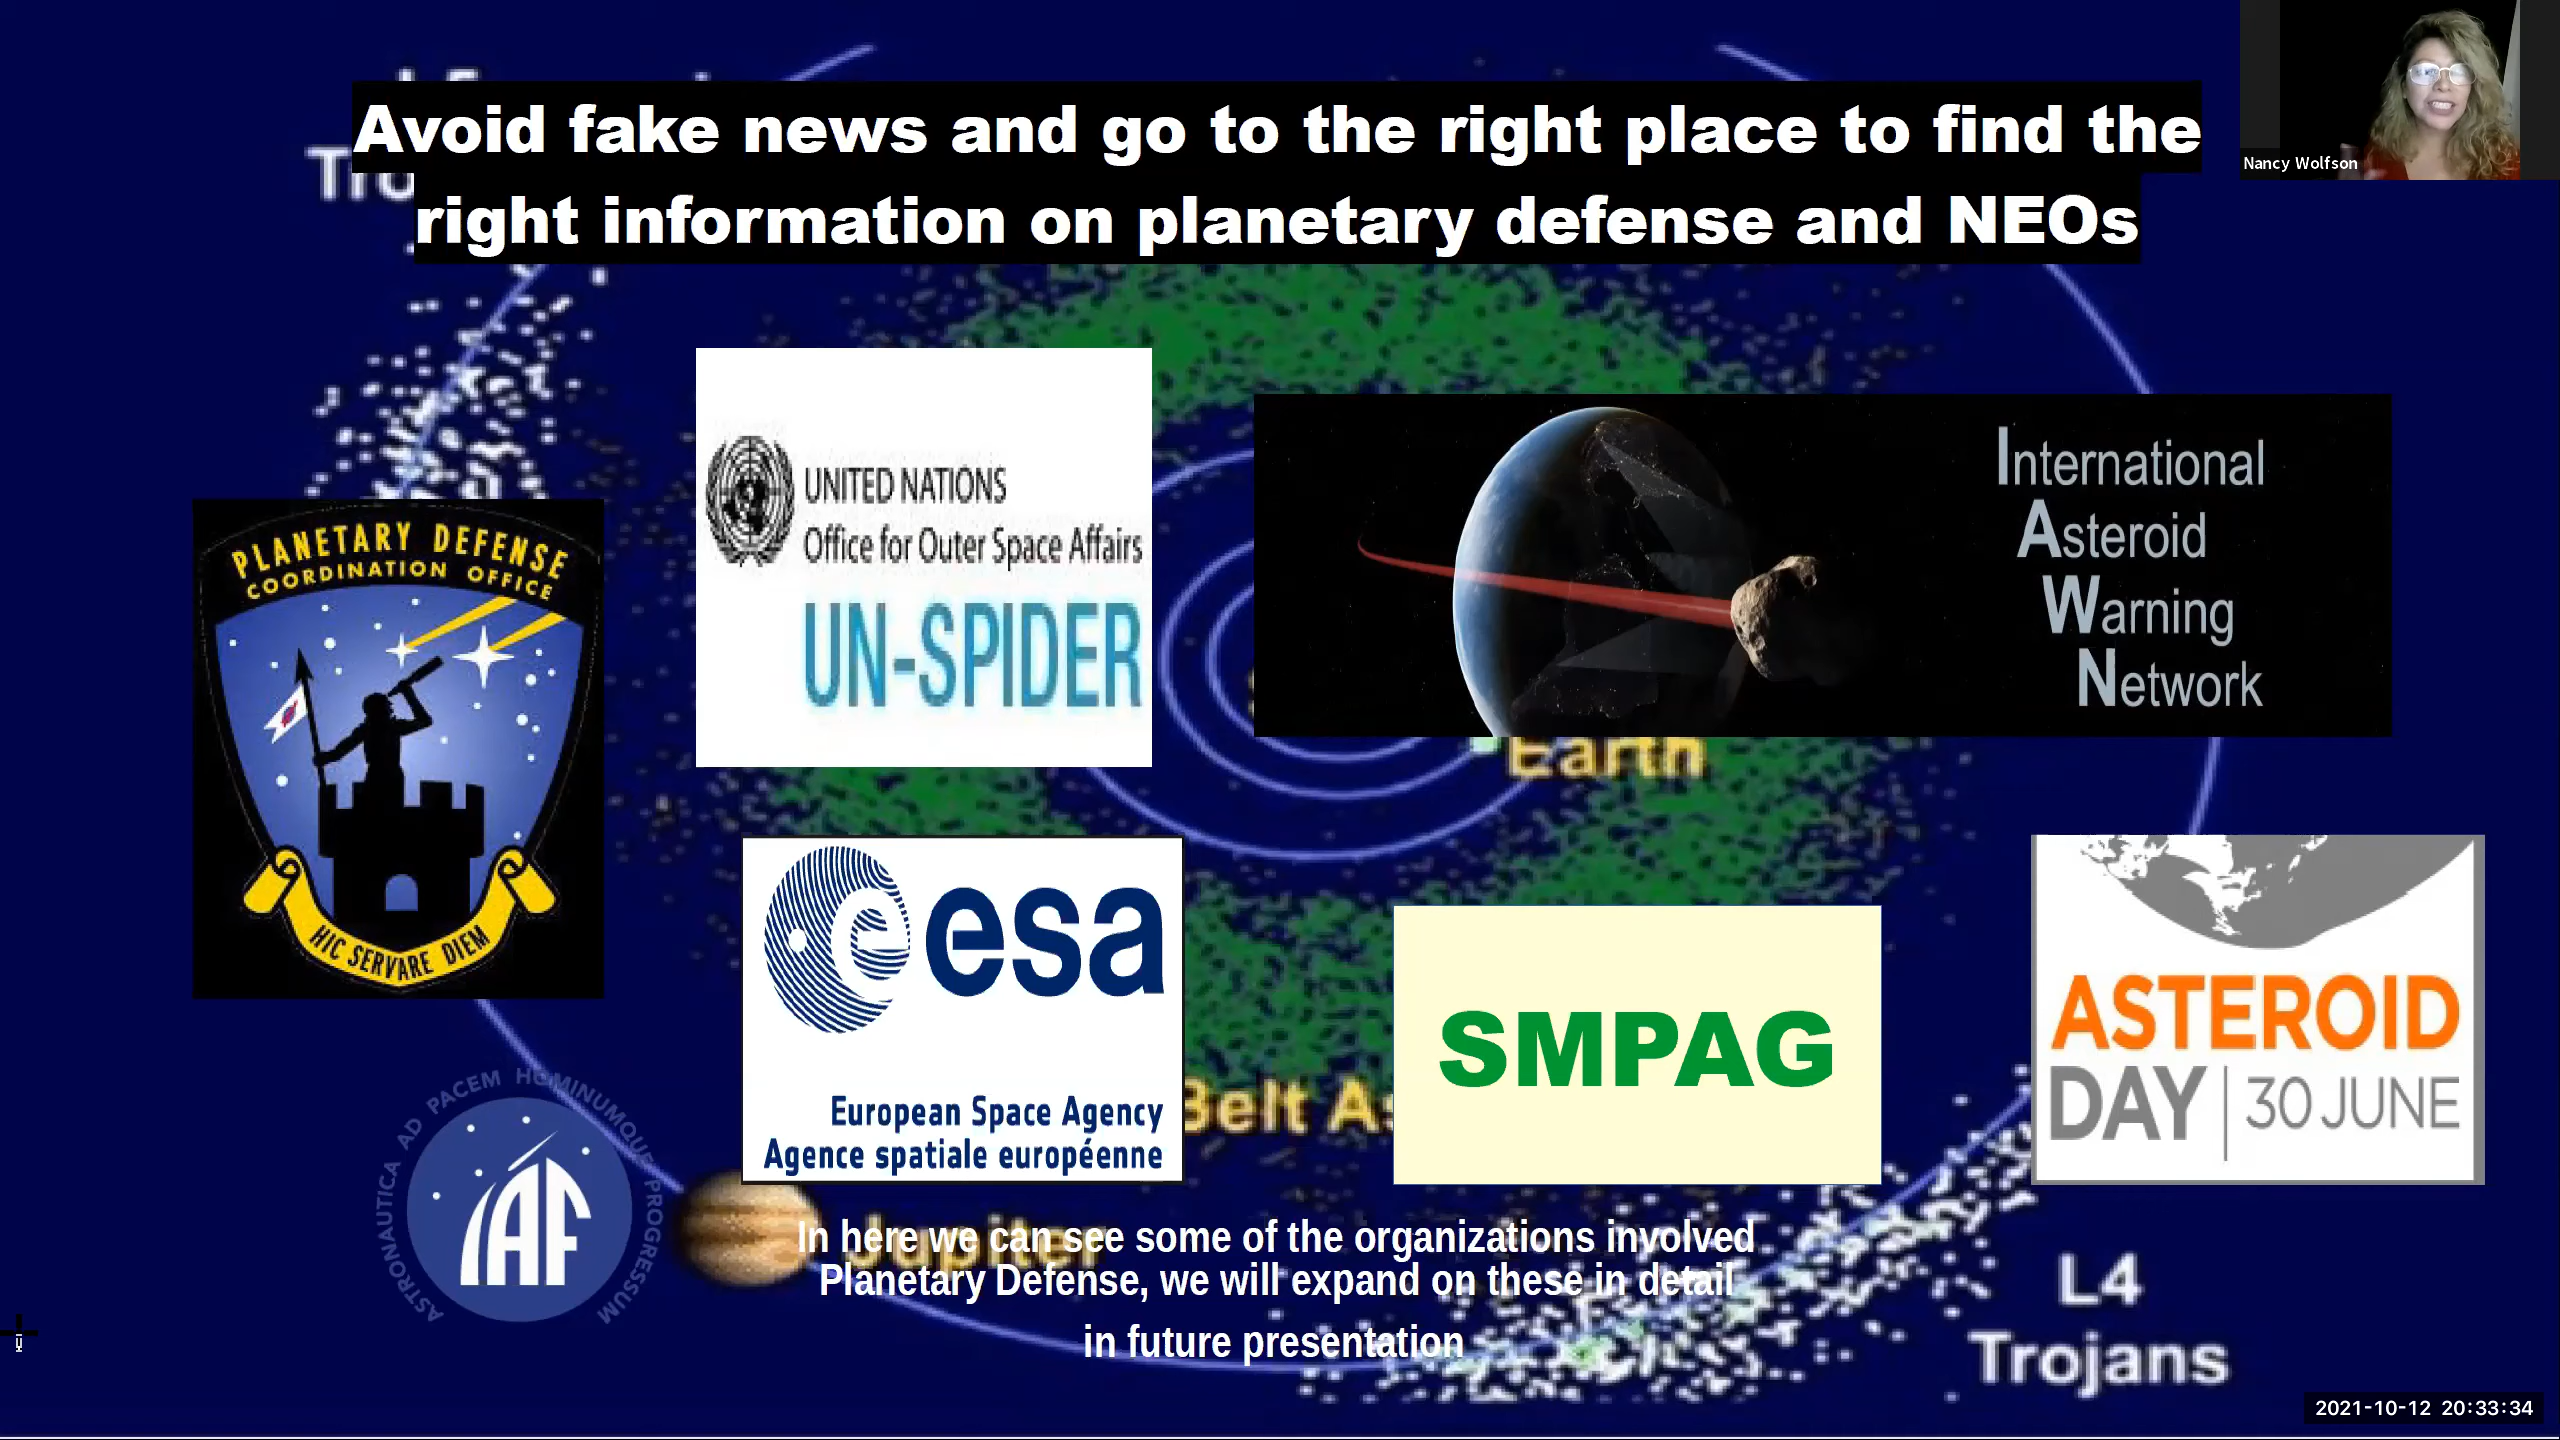 Avoid fake news and go to the right place to find the
right information on planetary defense and NEOs
Nancy Wolfson
PLANETARY DEFENSE
COORDINATION OFFICE
HIC SERVARE DIEM
UNITED NATIONS
Office for Outer Space Affairs
UN-SPIDER
International
Asteroid
Warning
Network
Earth
esa
European Space Agency
Agence spatiale européenne
Belt
SMPAG
ASTEROID
DAY | 30 JUNE
ASTRONAUTICA AD PACEM HOMINUMQUE PROGRESSUM
IAF
Jupiter
In here we can see some of the organizations involved
Planetary Defense, we will expand on these in detail
in future presentation
L4
Trojans
2021-10-12 20:33:34